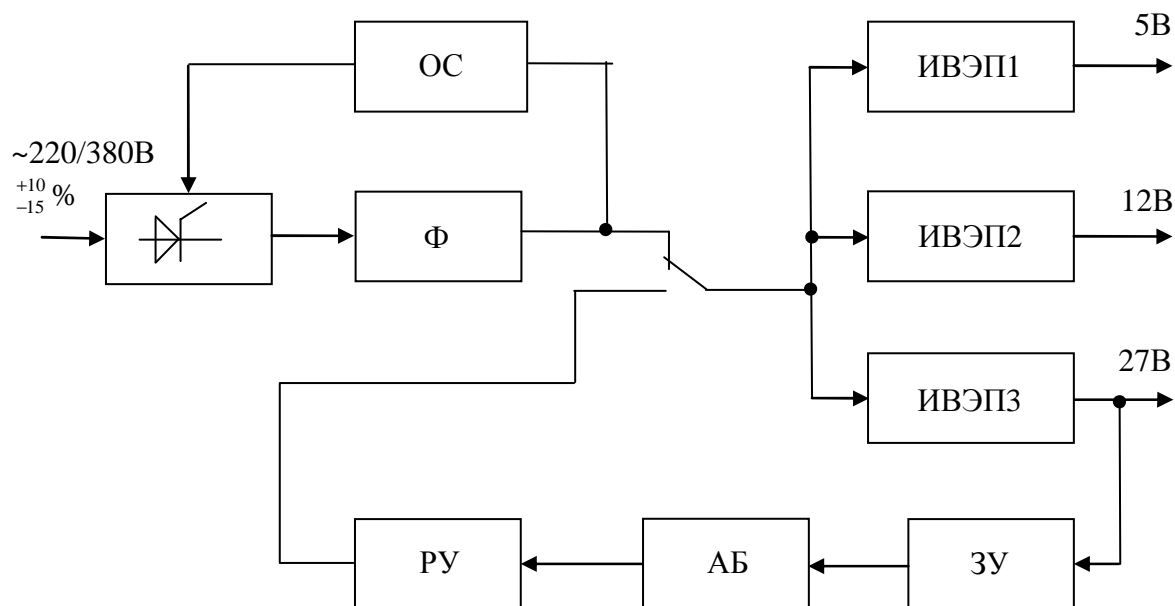 5В
ОС
ИВЭП1
~220/380В
+10
−15 %
12В
Ф
ИВЭП2
27В
ИВЭП3
РУ
АБ
ЗУ